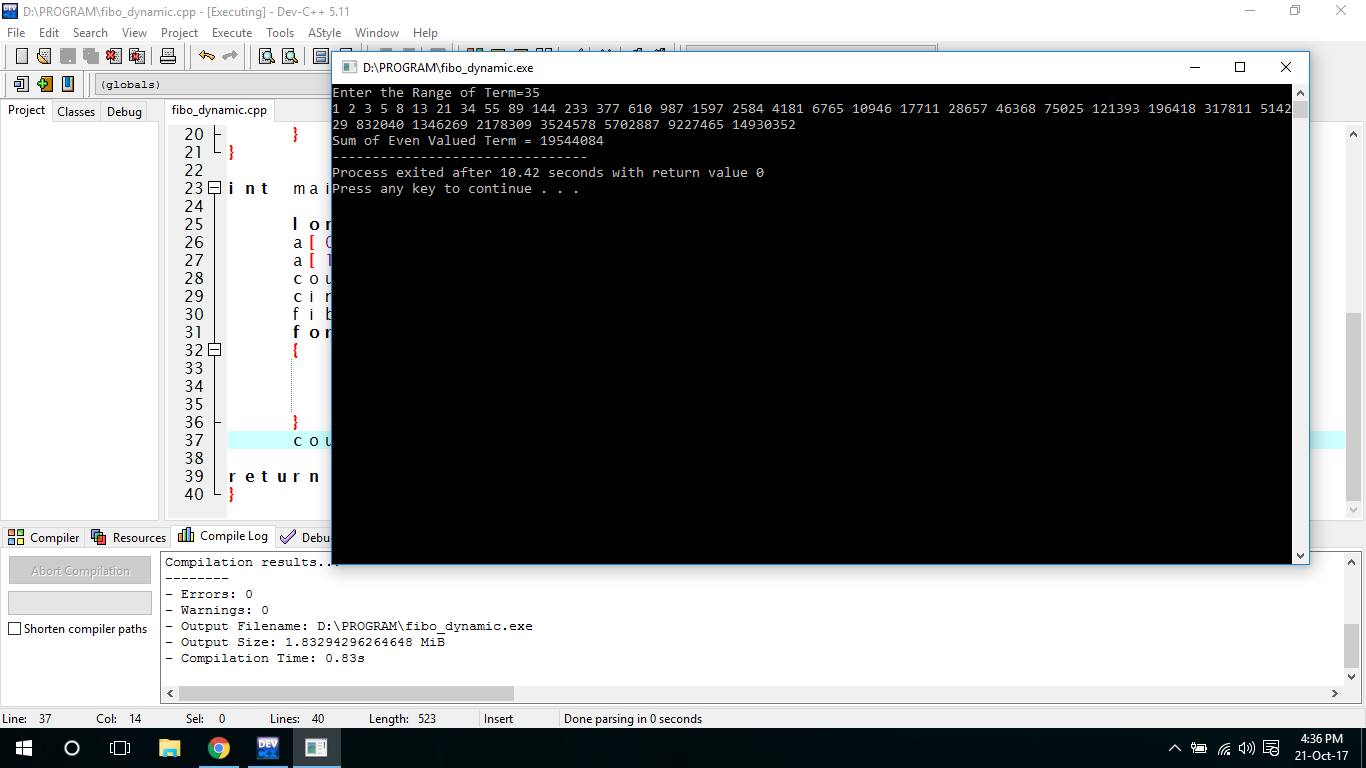 D:\PROGRAM\fibo_dynamic.cpp - [Executing] - Dev-C++ 5.11
File Edit Search View Project Execute Tools AStyle Window Help
(globals)
Project Classes Debug
fibo_dynamic.cpp
20 }
21 }
22
23 int mai
24
25 lon
26 a[ 0
27 a[ 1
28 cou
29 cin
30 fib
31 for
32 {
33
34
35
36 }
37 cou
38
39 return
40 }
D:\PROGRAM\fibo_dynamic.exe
Enter the Range of Term=35
1 2 3 5 8 13 21 34 55 89 144 233 377 610 987 1597 2584 4181 6765 10946 17711 28657 46368 75025 121393 196418 317811 5142
29 832040 1346269 2178309 3524578 5702887 9227465 14930352
Sum of Even Valued Term = 19544084
--------------------------------
Process exited after 10.42 seconds with return value 0
Press any key to continue . . .
Compiler Resources Compile Log Debu
Abort Compilation
Shorten compiler paths
Compilation results...
--------
- Errors: 0
- Warnings: 0
- Output Filename: D:\PROGRAM\fibo_dynamic.exe
- Output Size: 1.83294296264648 MiB
- Compilation Time: 0.83s
Line: 37 Col: 14 Sel: 0 Lines: 40 Length: 523 Insert Done parsing in 0 seconds
DEV
4:36 PM
21-Oct-17